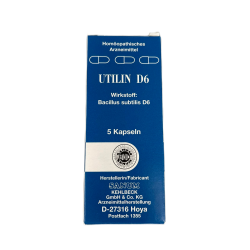 Homöopathisches
Arzneimittel
UTILIN D6
Wirkstoff:
Bacillus subtilis D6
5 Kapseln
Herstellerin/Fabricant
SANUM
KEHLBECK
GmbH & Co. KG
Arzneimittelherstellung
D-27316 Hoya
Postfach 1355